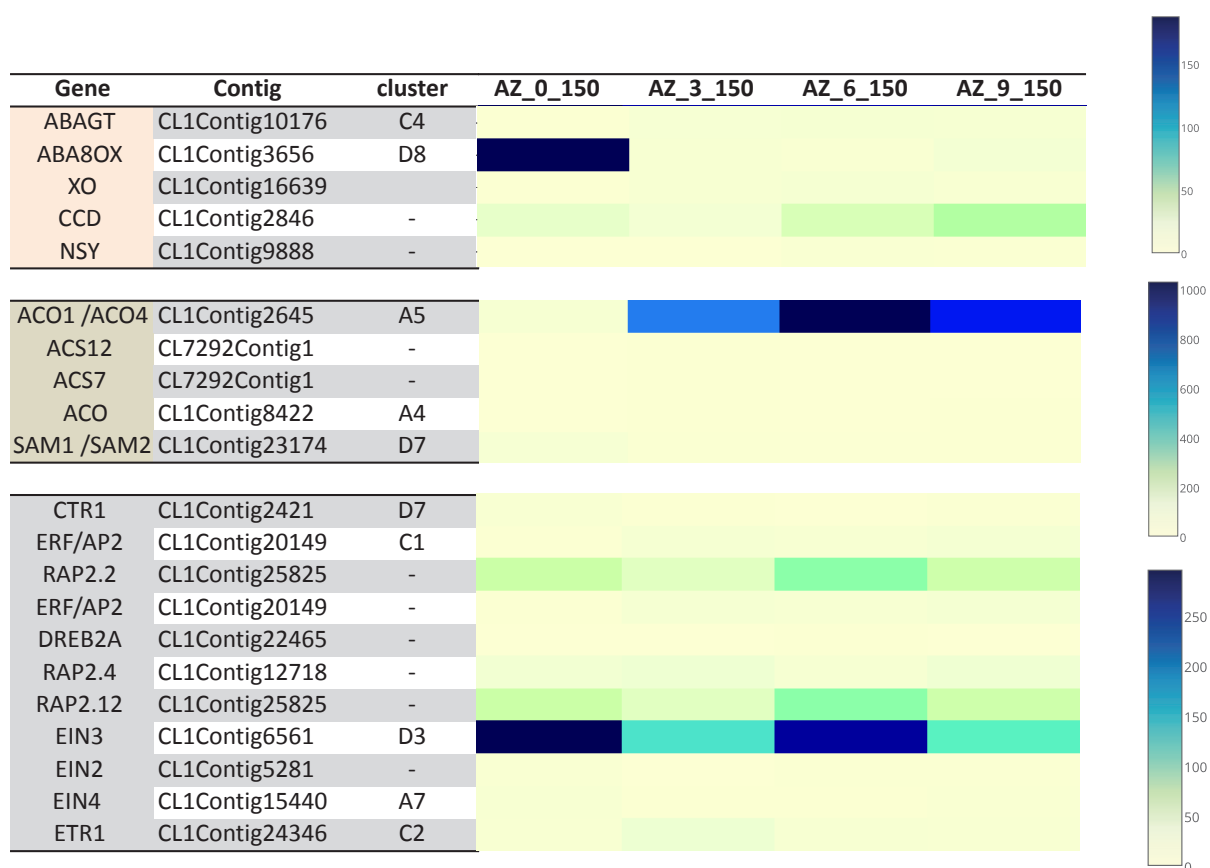 Gene Contig cluster AZ_0_150 AZ_3_150 AZ_6_150 AZ_9_150
ABAGT CL1Contig10176 C4
ABA8OX CL1Contig3656 D8
XO CL1Contig16639
CCD CL1Contig2846 -
NSY CL1Contig9888 -
150
100
50
0
ACO1 /ACO4 CL1Contig2645 A5
ACS12 CL7292Contig1 -
ACS7 CL7292Contig1 -
ACO CL1Contig8422 A4
SAM1 /SAM2 CL1Contig23174 D7
1000
800
600
400
200
0
CTR1 CL1Contig2421 D7
ERF/AP2 CL1Contig20149 C1
RAP2.2 CL1Contig25825 -
ERF/AP2 CL1Contig20149 -
DREB2A CL1Contig22465 -
RAP2.4 CL1Contig12718 -
RAP2.12 CL1Contig25825 -
EIN3 CL1Contig6561 D3
EIN2 CL1Contig5281 -
EIN4 CL1Contig15440 A7
ETR1 CL1Contig24346 C2
250
200
150
100
50
0